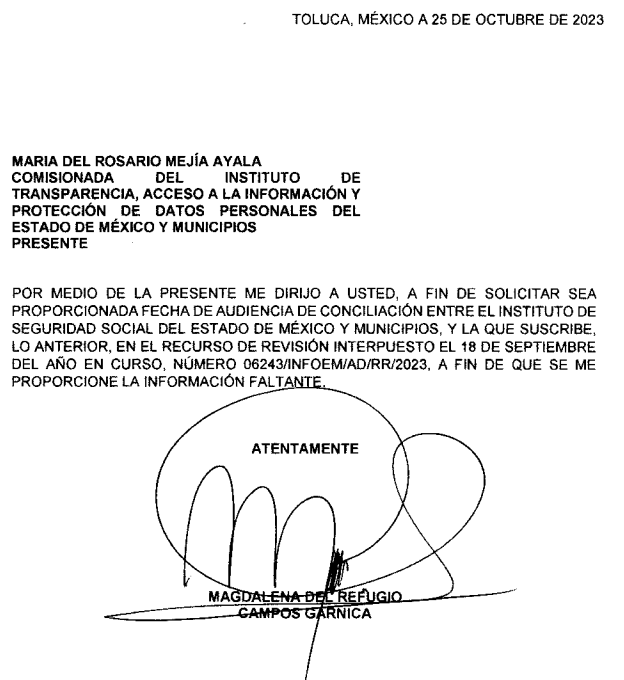 TOLUCA, MÉXICO A 25 DE OCTUBRE DE 2023
MARIA DEL ROSARIO MEJÍA AYALA
COMISIONADA DEL INSTITUTO DE
TRANSPARENCIA, ACCESO A LA INFORMACIÓN Y
PROTECCIÓN DE DATOS PERSONALES DEL
ESTADO DE MÉXICO Y MUNICIPIOS
PRESENTE
POR MEDIO DE LA PRESENTE ME DIRIJO A USTED, A FIN DE SOLICITAR SEA
PROPORCIONADA FECHA DE AUDIENCIA DE CONCILIACIÓN ENTRE EL INSTITUTO DE
SEGURIDAD SOCIAL DEL ESTADO DE MÉXICO Y MUNICIPIOS, Y LA QUE SUSCRIBE,
LO ANTERIOR, EN EL RECURSO DE REVISIÓN INTERPUESTO EL 18 DE SEPTIEMBRE
DEL AÑO EN CURSO, NÚMERO 06243/INFOEM/AD/RR/2023, A FIN DE QUE SE ME
PROPORCIONE LA INFORMACIÓN FALTANTE.
ATENTAMENTE
MAGDALENA DEL REFUGIO
CAMPOS GARNICA